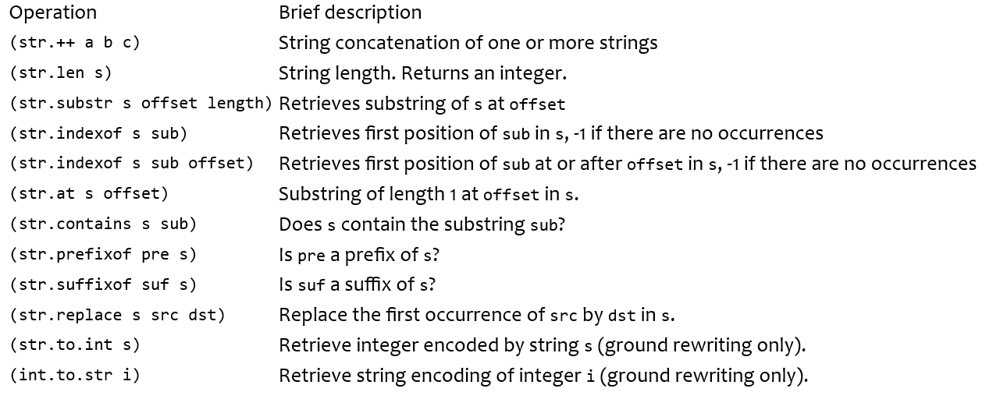 Operation Brief description
(str.++ a b c) String concatenation of one or more strings
(str.len s) String length. Returns an integer.
(str.substr s offset length) Retrieves substring of s at offset
(str.indexof s sub) Retrieves first position of sub in s, -1 if there are no occurrences
(str.indexof s sub offset) Retrieves first position of sub at or after offset in s, -1 if there are no occurrences
(str.at s offset) Substring of length 1 at offset in s.
(str.contains s sub) Does s contain the substring sub?
(str.prefixof pre s) Is pre a prefix of s?
(str.suffixof suf s) Is suf a suffix of s?
(str.replace s src dst) Replace the first occurrence of src by dst in s.
(str.to.int s) Retrieve integer encoded by string s (ground rewriting only).
(int.to.str i) Retrieve string encoding of integer i (ground rewriting only).